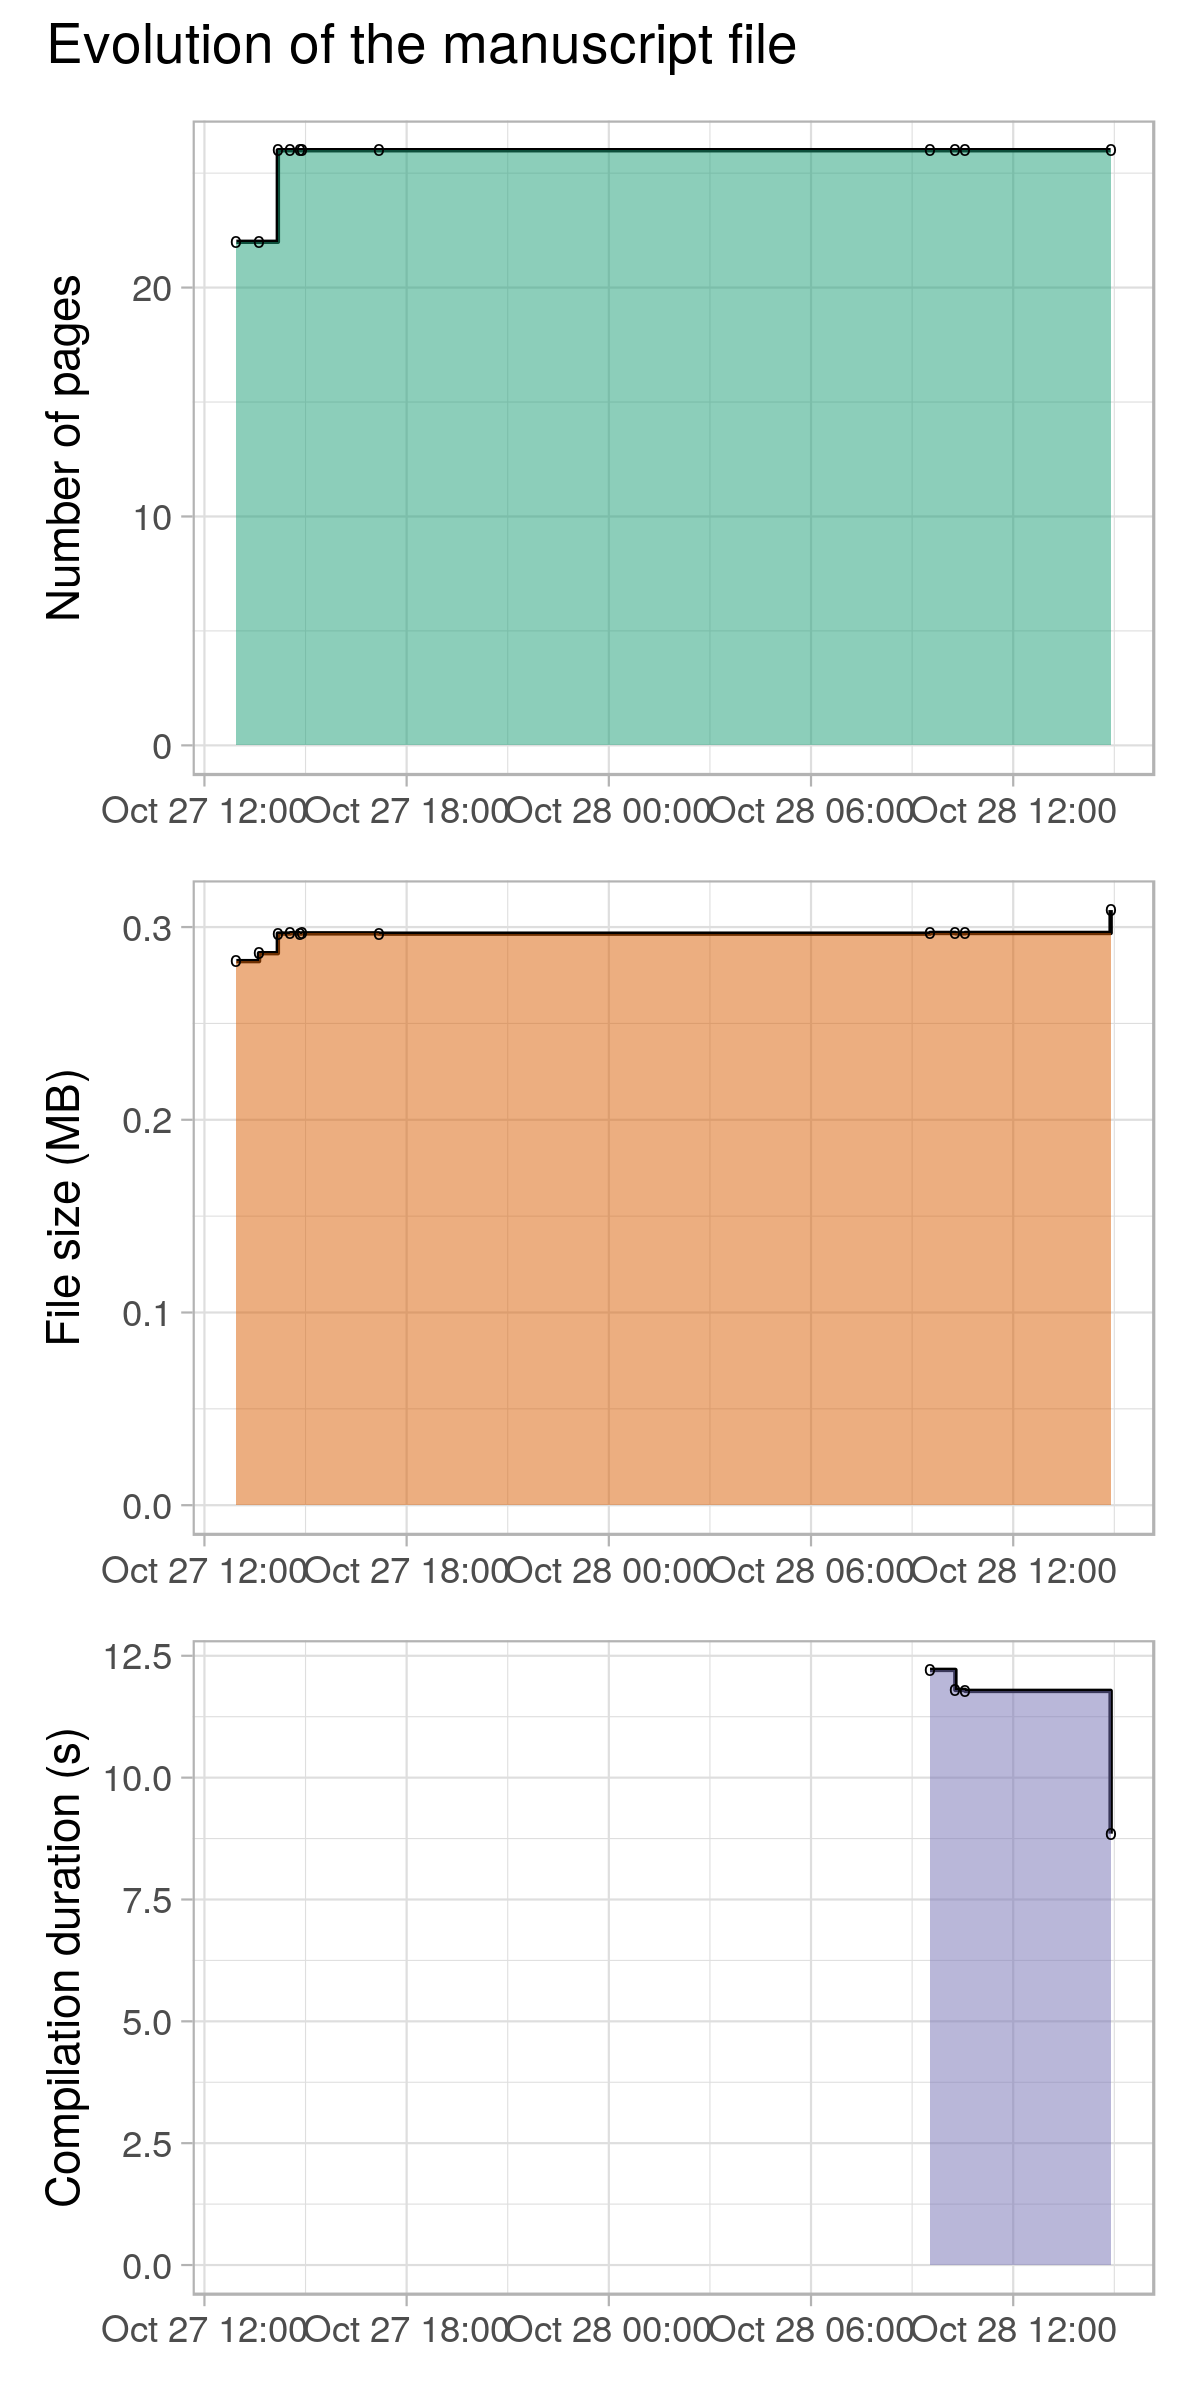 Evolution of the manuscript file
Number of pages
20
10
0
Oct 27 12:00 Oct 27 18:00 Oct 28 00:00 Oct 28 06:00 Oct 28 12:00
File size (MB)
0.3
0.2
0.1
0.0
Oct 27 12:00 Oct 27 18:00 Oct 28 00:00 Oct 28 06:00 Oct 28 12:00
Compilation duration (s)
12.5
10.0
7.5
5.0
2.5
0.0
Oct 27 12:00 Oct 27 18:00 Oct 28 00:00 Oct 28 06:00 Oct 28 12:00